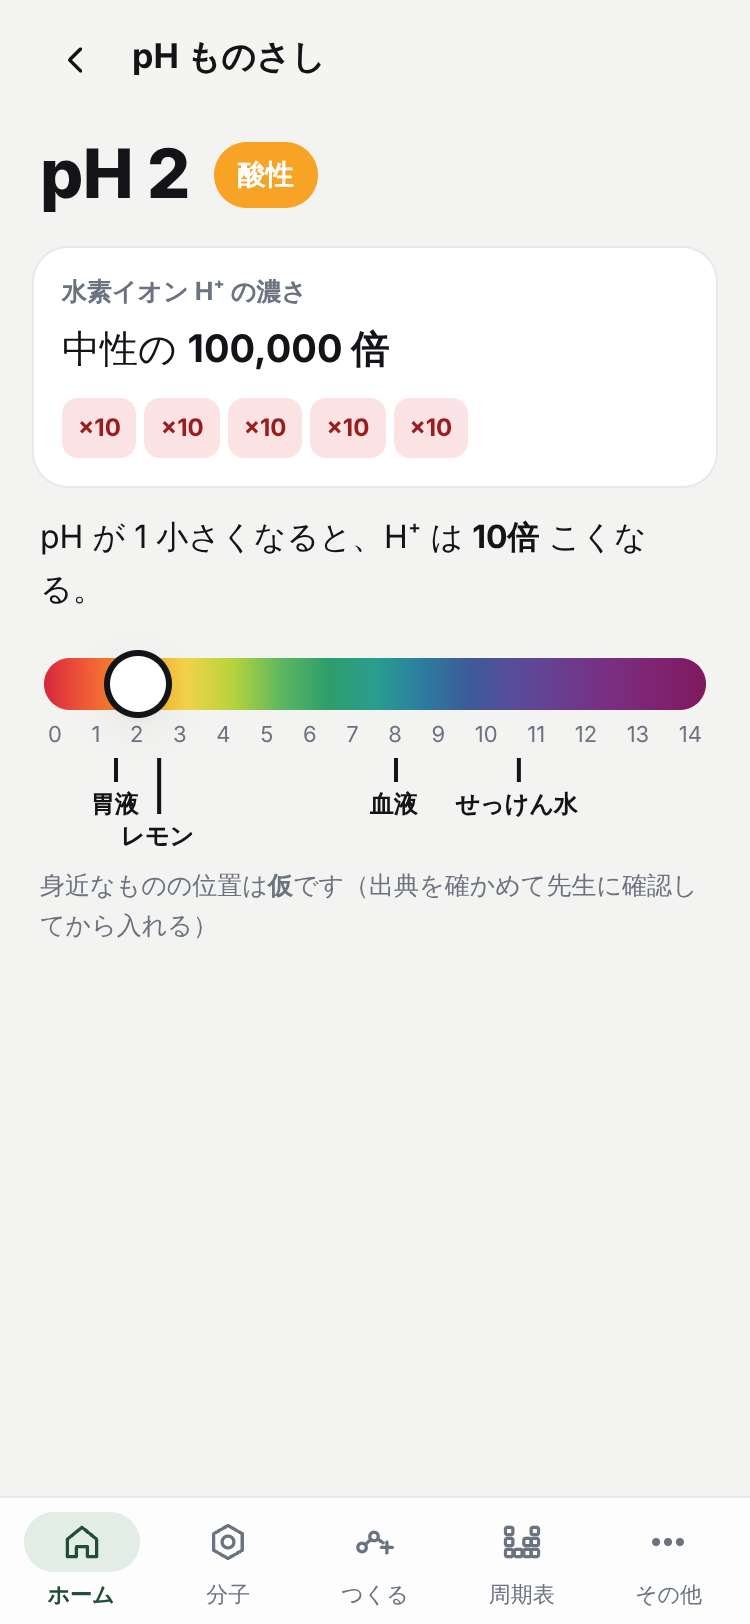 pH ものさし
pH 2 酸性
水素イオン H⁺ の濃さ
中性の 100,000 倍
×10 ×10 ×10 ×10 ×10
pH が 1 小さくなると、H⁺ は 10倍 こくな
る。
0 1 2 3 4 5 6 7 8 9 10 11 12 13 14
胃液 血液 せっけん水
レモン
身近なものの位置は仮です（出典を確かめて先生に確認し
てから入れる）
ホーム 分子 つくる 周期表 その他